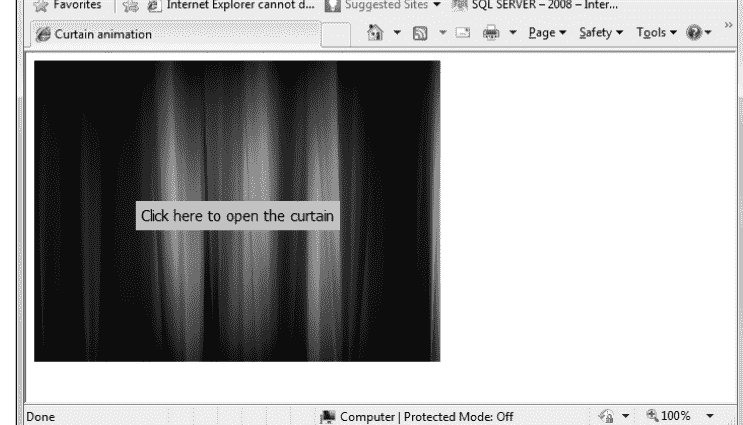 Favorites Internet Explorer cannot d... Suggested Sites SQL SERVER – 2008 – Inter...
Curtain animation Page Safety Tools »
Click here to open the curtain
Done Computer | Protected Mode: Off 100%